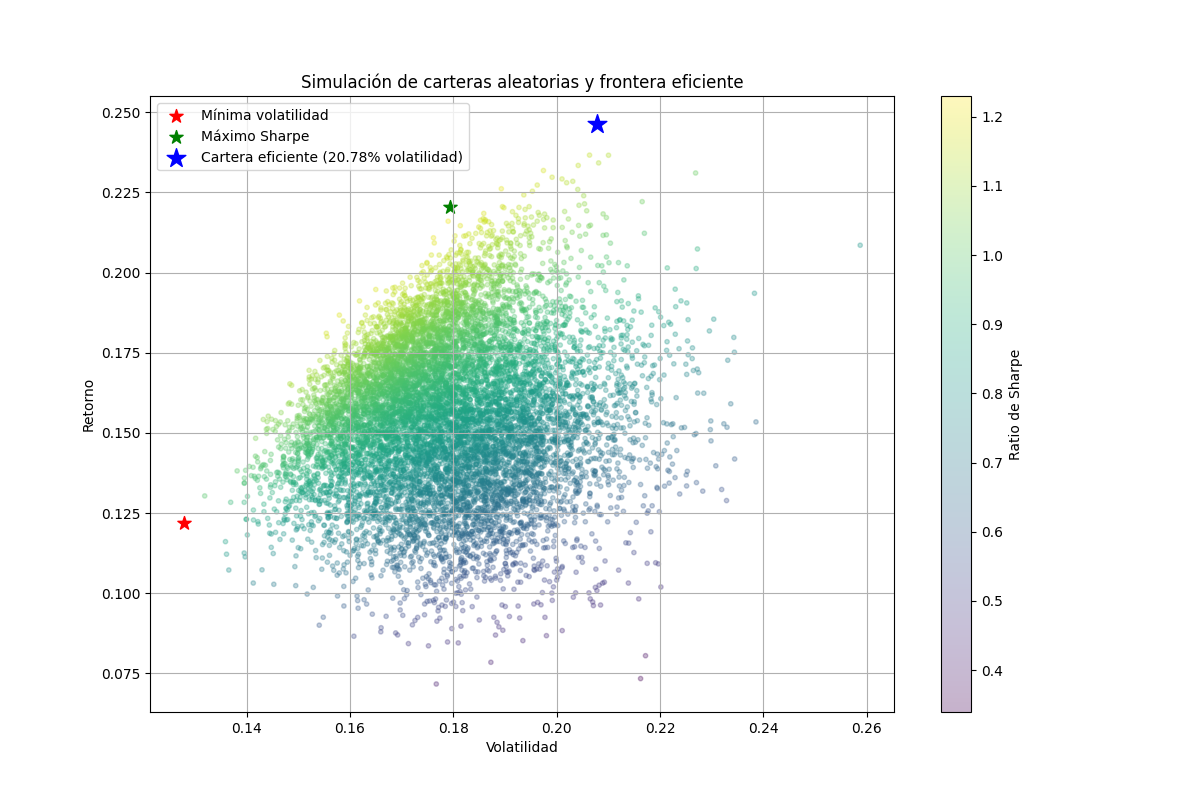 Simulación de carteras aleatorias y frontera eficiente
Mínima volatilidad
Máximo Sharpe
Cartera eficiente (20.78% volatilidad)
Retorno
0.250
0.225
0.200
0.175
0.150
0.125
0.100
0.075
0.14 0.16 0.18 0.20 0.22 0.24 0.26
Volatilidad
1.2
1.1
1.0
0.9
0.8
0.7
0.6
0.5
0.4
Ratio de Sharpe